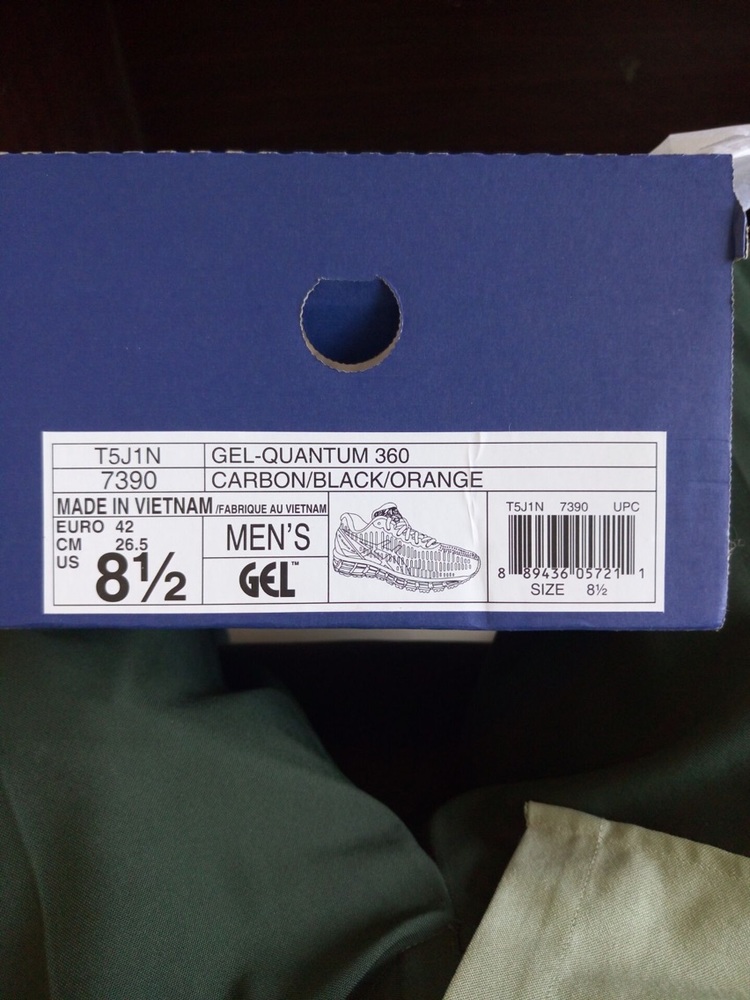 T5J1N GEL-QUANTUM 360
7390 CARBON/BLACK/ORANGE
MADE IN VIETNAM /FABRIQUE AU VIETNAM
EURO 42
CM 26.5
US 8½
MEN'S
GEL™
T5J1N 7390 UPC
8 89436 05721 1
SIZE 8½